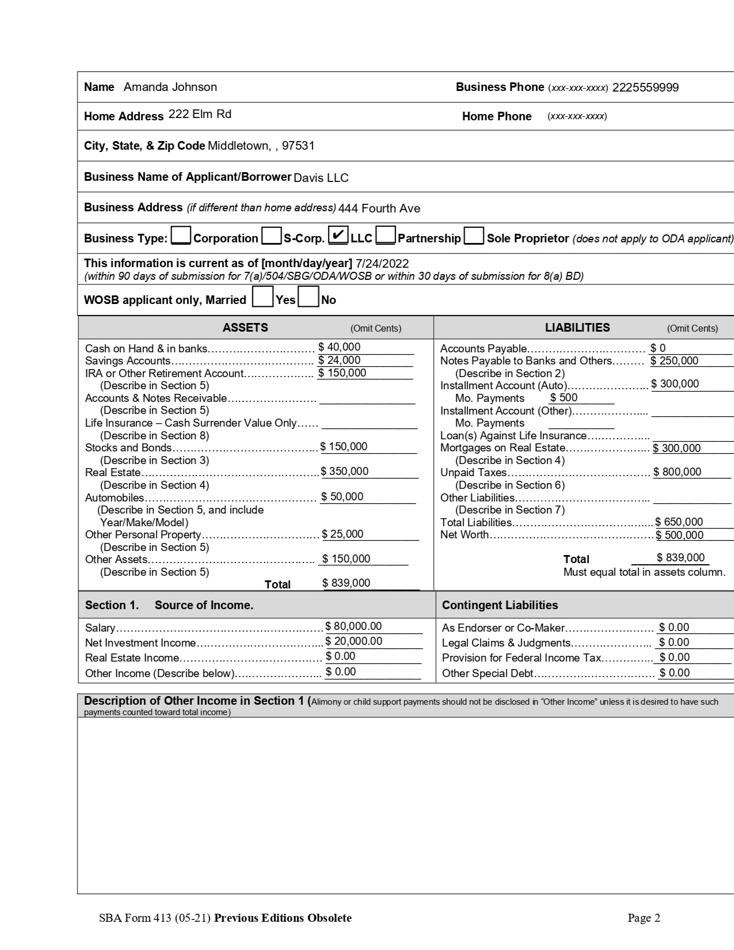 Name Amanda Johnson Business Phone (xxx-xxx-xxxx) 2225559999
Home Address 222 Elm Rd Home Phone (xxx-xxx-xxxx)
City, State, & Zip Code Middletown, , 97531
Business Name of Applicant/Borrower Davis LLC
Business Address (if different than home address) 444 Fourth Ave
Business Type: Corporation S-Corp. ✔ LLC Partnership Sole Proprietor (does not apply to ODA applicant)
This information is current as of [month/day/year] 7/24/2022
(within 90 days of submission for 7(a)/504/SBG/ODA/WOSB or within 30 days of submission for 8(a) BD)
WOSB applicant only, Married Yes No
ASSETS (Omit Cents) LIABILITIES (Omit Cents)
Cash on Hand & in banks………………………… $ 40,000
Savings Accounts……………………………….. $ 24,000
IRA or Other Retirement Account……………….. $ 150,000
(Describe in Section 5)
Accounts & Notes Receivable……………………
(Describe in Section 5)
Life Insurance – Cash Surrender Value Only……
(Describe in Section 8)
Stocks and Bonds……………………………….. $ 150,000
(Describe in Section 3)
Real Estate……………………………………… $ 350,000
(Describe in Section 4)
Automobiles……………………………………… $ 50,000
(Describe in Section 5, and include
Year/Make/Model)
Other Personal Property………………………… $ 25,000
(Describe in Section 5)
Other Assets…………………………………….. $ 150,000
(Describe in Section 5)
Total $ 839,000
Accounts Payable………………………………… $ 0
Notes Payable to Banks and Others……… $ 250,000
(Describe in Section 2)
Installment Account (Auto)………………….. $ 300,000
Mo. Payments $ 500
Installment Account (Other)…………………
Mo. Payments
Loan(s) Against Life Insurance……………..
Mortgages on Real Estate………………….. $ 300,000
(Describe in Section 4)
Unpaid Taxes…………………………………. $ 800,000
(Describe in Section 6)
Other Liabilities………………………………..
(Describe in Section 7)
Total Liabilities………………………………… $ 650,000
Net Worth……………………………………… $ 500,000
Total $ 839,000
Must equal total in assets column.
Section 1. Source of Income. Contingent Liabilities
Salary……………………………………………… $ 80,000.00
Net Investment Income…………………………… $ 20,000.00
Real Estate Income……………………………….. $ 0.00
Other Income (Describe below)…………………… $ 0.00
As Endorser or Co-Maker……………………… $ 0.00
Legal Claims & Judgments…………………… $ 0.00
Provision for Federal Income Tax…………… $ 0.00
Other Special Debt……………………………… $ 0.00
Description of Other Income in Section 1 (Alimony or child support payments should not be disclosed in "Other Income" unless it is desired to have such
payments counted toward total income)
SBA Form 413 (05-21) Previous Editions Obsolete Page 2